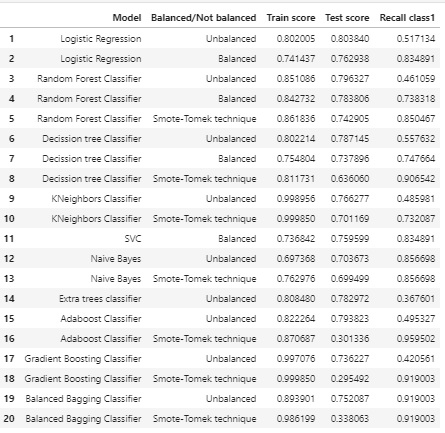 Model Balanced/Not balanced Train score Test score Recall class1
1 Logistic Regression Unbalanced 0.802005 0.803840 0.517134
2 Logistic Regression Balanced 0.741437 0.762938 0.834891
3 Random Forest Classifier Unbalanced 0.851086 0.796327 0.461059
4 Random Forest Classifier Balanced 0.842732 0.783806 0.738318
5 Random Forest Classifier Smote-Tomek technique 0.861836 0.742905 0.850467
6 Decission tree Classifier Unbalanced 0.802214 0.787145 0.557632
7 Decission tree Classifier Balanced 0.754804 0.737896 0.747664
8 Decission tree Classifier Smote-Tomek technique 0.811731 0.636060 0.906542
9 KNeighbors Classifier Unbalanced 0.998956 0.766277 0.485981
10 KNeighbors Classifier Smote-Tomek technique 0.999850 0.701169 0.732087
11 SVC Balanced 0.736842 0.759599 0.834891
12 Naive Bayes Unbalanced 0.697368 0.703673 0.856698
13 Naive Bayes Smote-Tomek technique 0.762976 0.699499 0.856698
14 Extra trees classifier Unbalanced 0.808480 0.782972 0.367601
15 Adaboost Classifier Unbalanced 0.822264 0.793823 0.495327
16 Adaboost Classifier Smote-Tomek technique 0.870687 0.301336 0.959502
17 Gradient Boosting Classifier Unbalanced 0.997076 0.736227 0.420561
18 Gradient Boosting Classifier Smote-Tomek technique 0.999850 0.295492 0.919003
19 Balanced Bagging Classifier Unbalanced 0.893901 0.752087 0.919003
20 Balanced Bagging Classifier Smote-Tomek technique 0.986199 0.338063 0.919003